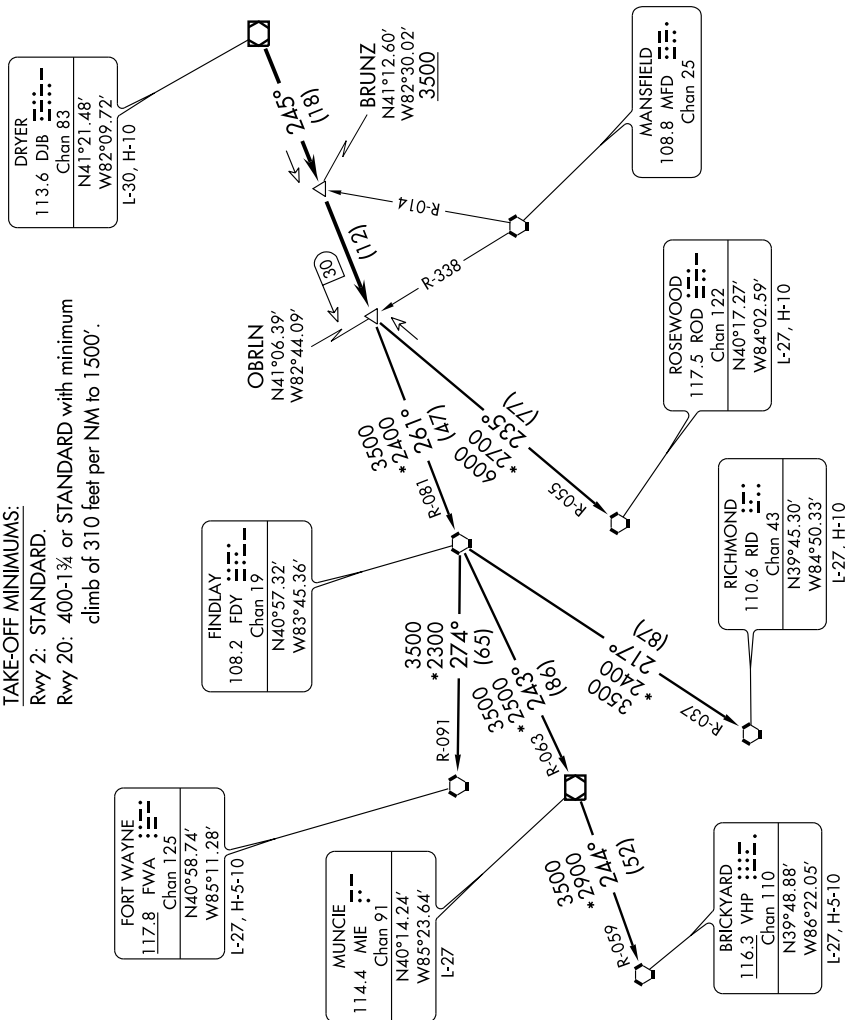 DRYER
113.6 DJB
Chan 83
N41°21.48′
W82°09.72′
L-30, H-10
245°
(18)
BRUNZ
N41°12.60′
W82°30.02′
3500
MANSFIELD
108.8 MFD
Chan 25
R-014
(12)
30
R-338
OBRLN
N41°06.39′
W82°44.09′
TAKE-OFF MINIMUMS:
Rwy 2: STANDARD.
Rwy 20: 400-1¾ or STANDARD with minimum
climb of 310 feet per NM to 1500′.
3500
*2400
261°
(47)
R-081
6000
*2700
235°
(77)
R-055
ROSEWOOD
117.5 ROD
Chan 122
N40°17.27′
W84°02.59′
L-27, H-10
FINDLAY
108.2 FDY
Chan 19
N40°57.32′
W83°45.36′
3500
*2300
274°
(65)
R-091
3500
*2500
243°
(86)
R-063
3500
*2400
217°
(87)
R-037
RICHMOND
110.6 RID
Chan 43
N39°45.30′
W84°50.33′
L-27, H-10
FORT WAYNE
117.8 FWA
Chan 125
N40°58.74′
W85°11.28′
L-27, H-5-10
MUNCIE
114.4 MIE
Chan 91
N40°14.24′
W85°23.64′
L-27
3500
*2900
244°
(52)
R-059
BRICKYARD
116.3 VHP
Chan 110
N39°48.88′
W86°22.05′
L-27, H-5-10